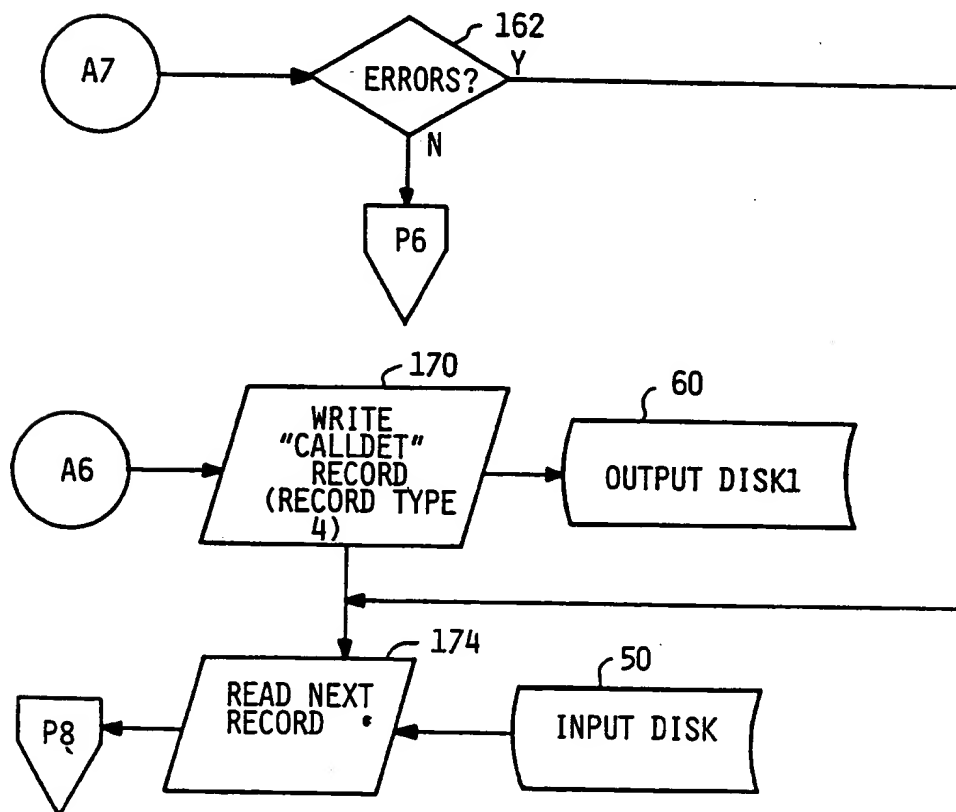 162
A7
ERRORS?
Y
N
P6
170
60
A6
WRITE
"CALLDET"
RECORD
(RECORD TYPE
4)
OUTPUT DISK1
174
50
P8
READ NEXT
RECORD
INPUT DISK